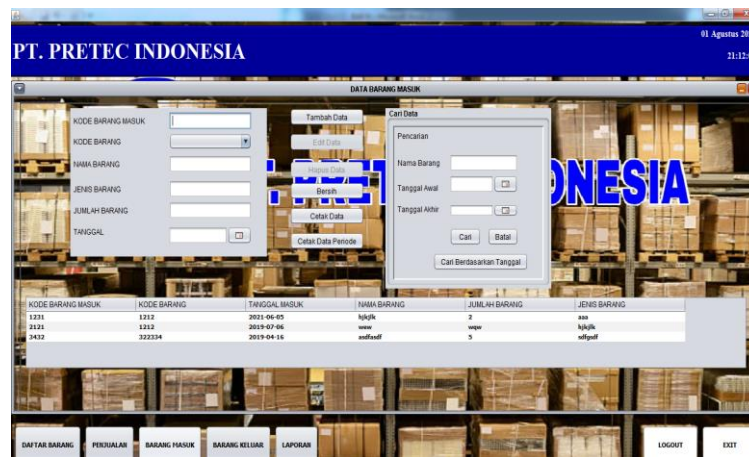 PT. PRETEC INDONESIA
01 Agustus 20
21:12:
DATA BARANG MASUK
KODE BARANG MASUK
KODE BARANG
NAMA BARANG
JENIS BARANG
JUMLAH BARANG
TANGGAL
Tambah Data
Edit Data
Hapus Data
Bersih
Cetak Data
Cetak Data Periode
Cari Data
Pencarian
Nama Barang
Tanggal Awal
Tanggal Akhir
Cari Batal
Cari Berdasarkan Tanggal
KODE BARANG MASUK KODE BARANG TANGGAL MASUK NAMA BARANG JUMLAH BARANG JENIS BARANG
1231 1212 2021-06-05 hjkjlk 2 aaa
2121 1212 2019-07-06 wow wqw hjkjlk
3432 322334 2019-04-16 asdfasdf 5 sdfgsdf
DAFTAR BARANG PENJUALAN BARANG MASUK BARANG KELUAR LAPORAN LOGOUT EXIT